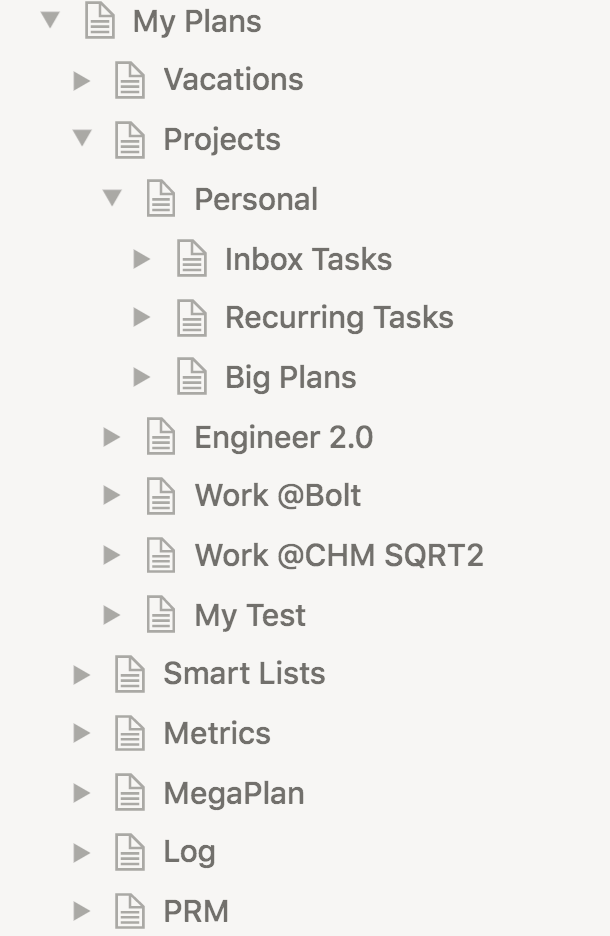 My Plans
Vacations
Projects
Personal
Inbox Tasks
Recurring Tasks
Big Plans
Engineer 2.0
Work @Bolt
Work @CHM SQRT2
My Test
Smart Lists
Metrics
MegaPlan
Log
PRM